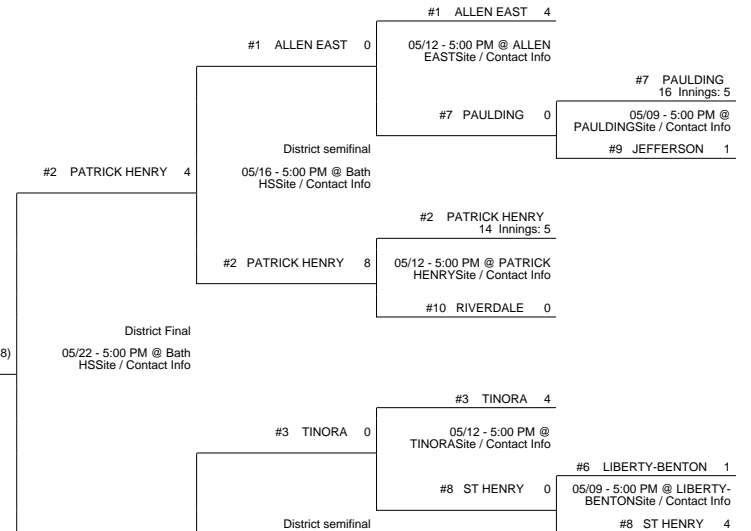 #1 ALLEN EAST 4
#1 ALLEN EAST 0
05/12 - 5:00 PM @ ALLEN
EASTSite / Contact Info
#7 PAULDING
16 Innings: 5
#7 PAULDING 0
05/09 - 5:00 PM @
PAULDINGSite / Contact Info
District semifinal
#9 JEFFERSON 1
#2 PATRICK HENRY 4
05/16 - 5:00 PM @ Bath
HSSite / Contact Info
#2 PATRICK HENRY
14 Innings: 5
#2 PATRICK HENRY 8
05/12 - 5:00 PM @ PATRICK
HENRYSite / Contact Info
#10 RIVERDALE 0
District Final
8)
05/22 - 5:00 PM @ Bath
HSSite / Contact Info
#3 TINORA 4
#3 TINORA 0
05/12 - 5:00 PM @
TINORASite / Contact Info
#6 LIBERTY-BENTON 1
#8 ST HENRY 0
05/09 - 5:00 PM @ LIBERTY-
BENTONSite / Contact Info
District semifinal
#8 ST HENRY 4